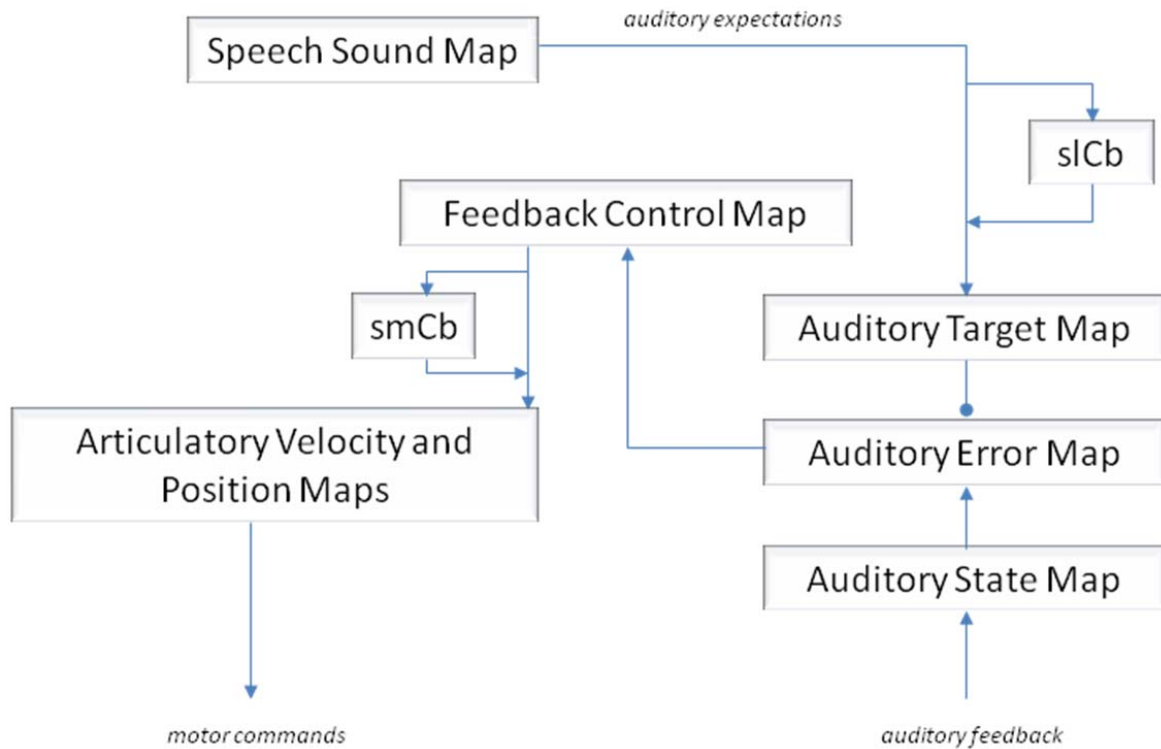 auditory expectations
Speech Sound Map
slCb
Feedback Control Map
smCb
Auditory Target Map
Articulatory Velocity and
Position Maps
Auditory Error Map
Auditory State Map
motor commands
auditory feedback